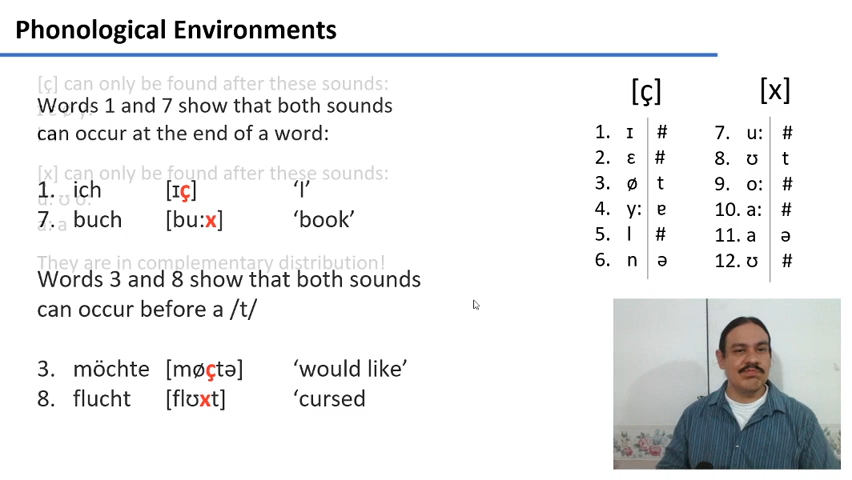 Phonological Environments
[ç] can only be found after these sounds:
Words 1 and 7 show that both sounds
can occur at the end of a word:
[x] can only be found after these sounds:
1. ich [ɪç] ‘I’
7. buch [bu:x] ‘book’
They are in complementary distribution!
Words 3 and 8 show that both sounds
can occur before a /t/
3. möchte [møçtə] ‘would like’
8. flucht [flʊxt] ‘cursed
[ç] [x]
1. ɪ # 7. u: #
2. ɛ # 8. ʊ t
3. ø t 9. o: #
4. y: ɐ 10. a: #
5. l # 11. a ə
6. n ə 12. ʊ #